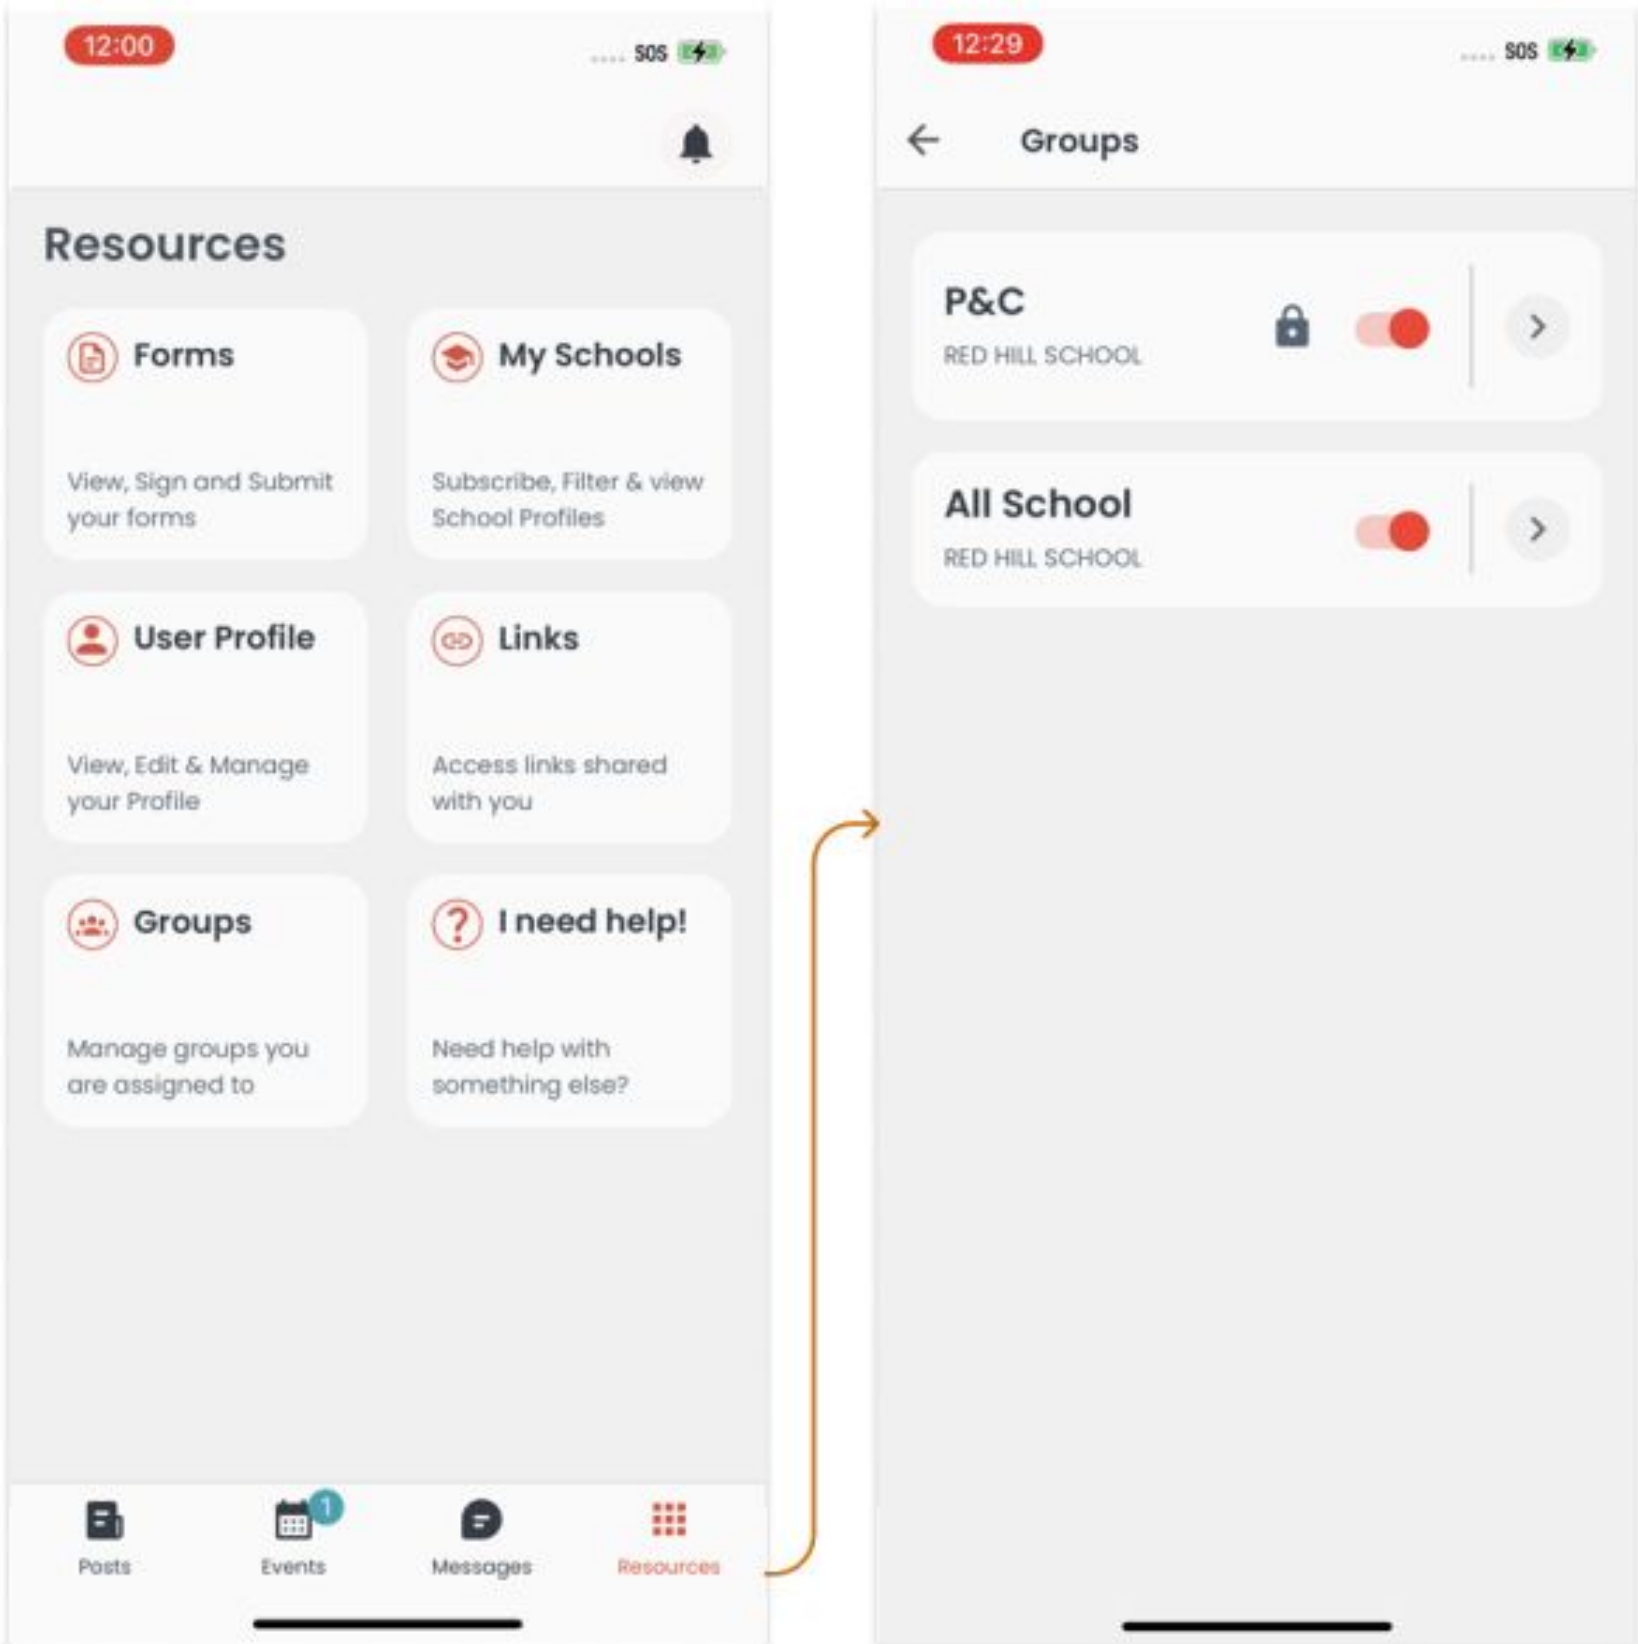 12:00
SOS
Resources
Forms
View, Sign and Submit
your forms
My Schools
Subscribe, Filter & view
School Profiles
User Profile
View, Edit & Manage
your Profile
Links
Access links shared
with you
Groups
Manage groups you
are assigned to
I need help!
Need help with
something else?
Posts
1
Events
Messages
Resources
12:29
SOS
Groups
P&C
RED HILL SCHOOL
All School
RED HILL SCHOOL